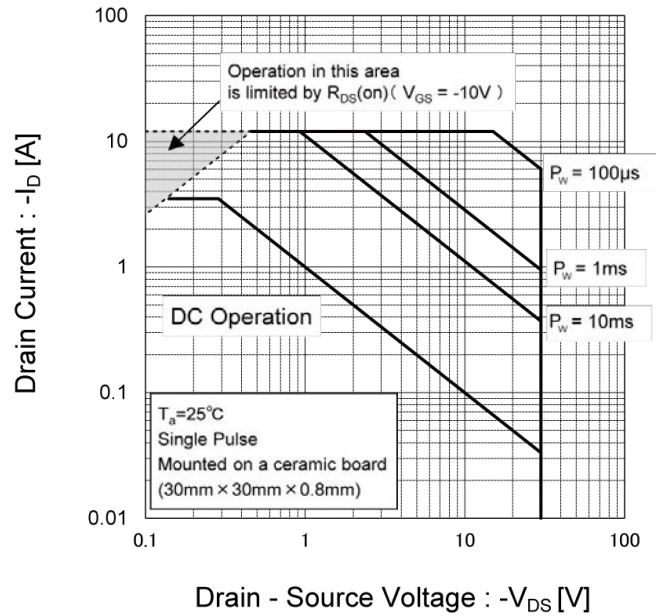 100
Operation in this area
is limited by RDS(on)( VGS = -10V )
10
PW = 100μs
1
PW = 1ms
DC Operation
PW = 10ms
0.1
Ta=25°C
Single Pulse
Mounted on a ceramic board
(30mm × 30mm × 0.8mm)
0.01
0.1 1 10 100
Drain Current : -ID [A]
Drain - Source Voltage : -VDS [V]